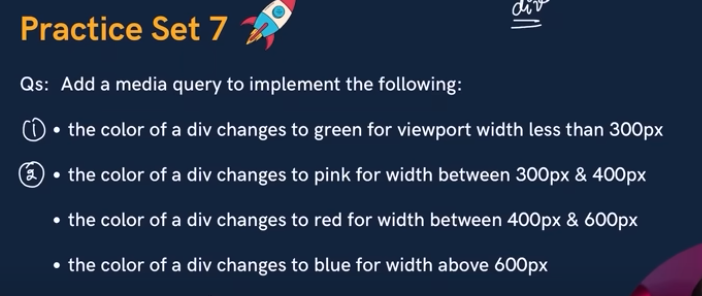 div
Practice Set 7
Qs: Add a media query to implement the following:
① • the color of a div changes to green for viewport width less than 300px
② • the color of a div changes to pink for width between 300px & 400px
• the color of a div changes to red for width between 400px & 600px
• the color of a div changes to blue for width above 600px